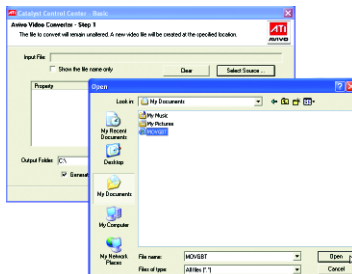 ATI Catalyst Control Center - Basic
Avivo Video Converter - Step 1
The file to convert will remain unaltered. A new video file will be created at the specified location.
ATI
AVIVO
Input File
Show the file name only
Clear
Select Source ...
Property
Output Folder C:\
Generat
Open
Look in: My Documents
My Music
My Pictures
MOVGBT
My Recent Documents
Desktop
My Documents
My Computer
My Network Places
File name: MOVGBT
Open
Files of type: All files (*.*)
Cancel